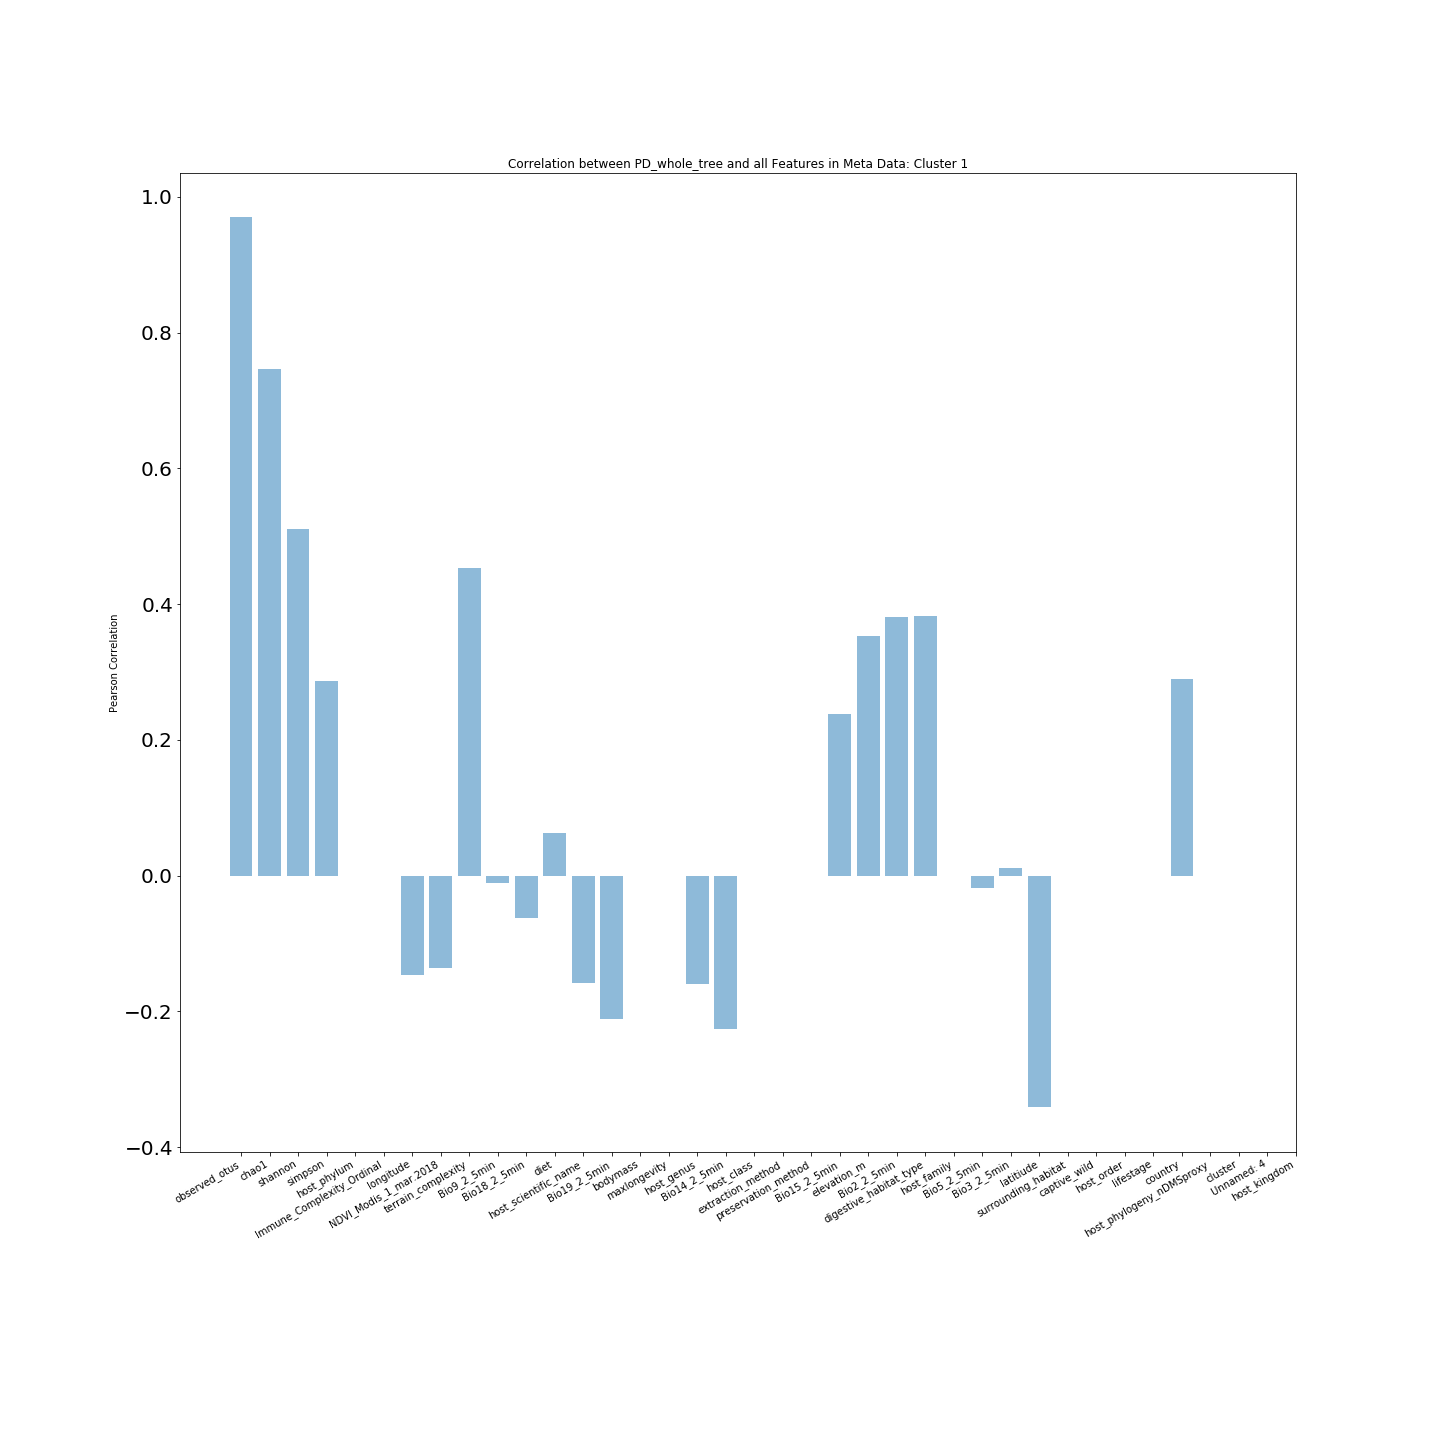 Correlation between PD_whole_tree and all Features in Meta Data: Cluster 1
1.0
0.8
0.6
0.4
0.2
0.0
−0.2
−0.4
Pearson Correlation
observed_otus
chao1
shannon
simpson
host_phylum
Immune_Complexity_Ordinal
longitude
NDVI_Modis_1_mar.2018
terrain_complexity
Bio9_2_5min
Bio18_2_5min
diet
host_scientific_name
Bio19_2_5min
bodymass
maxlongevity
host_genus
Bio14_2_5min
host_class
extraction_method
preservation_method
Bio15_2_5min
elevation_m
Bio2_2_5min
digestive_habitat_type
host_family
Bio5_2_5min
Bio3_2_5min
latitiude
surrounding_habitat
captive_wild
host_order
lifestage
country
host_phylogeny_nDMSproxy
cluster
Unnamed: 4
host_kingdom